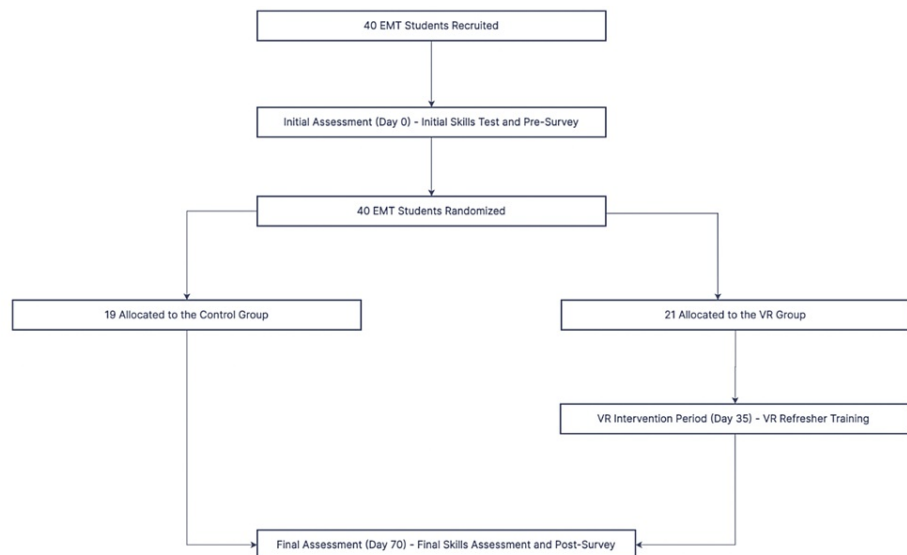 40 EMT Students Recruited
Initial Assessment (Day 0) - Initial Skills Test and Pre-Survey
40 EMT Students Randomized
19 Allocated to the Control Group
21 Allocated to the VR Group
VR Intervention Period (Day 35) - VR Refresher Training
Final Assessment (Day 70) - Final Skills Assessment and Post-Survey